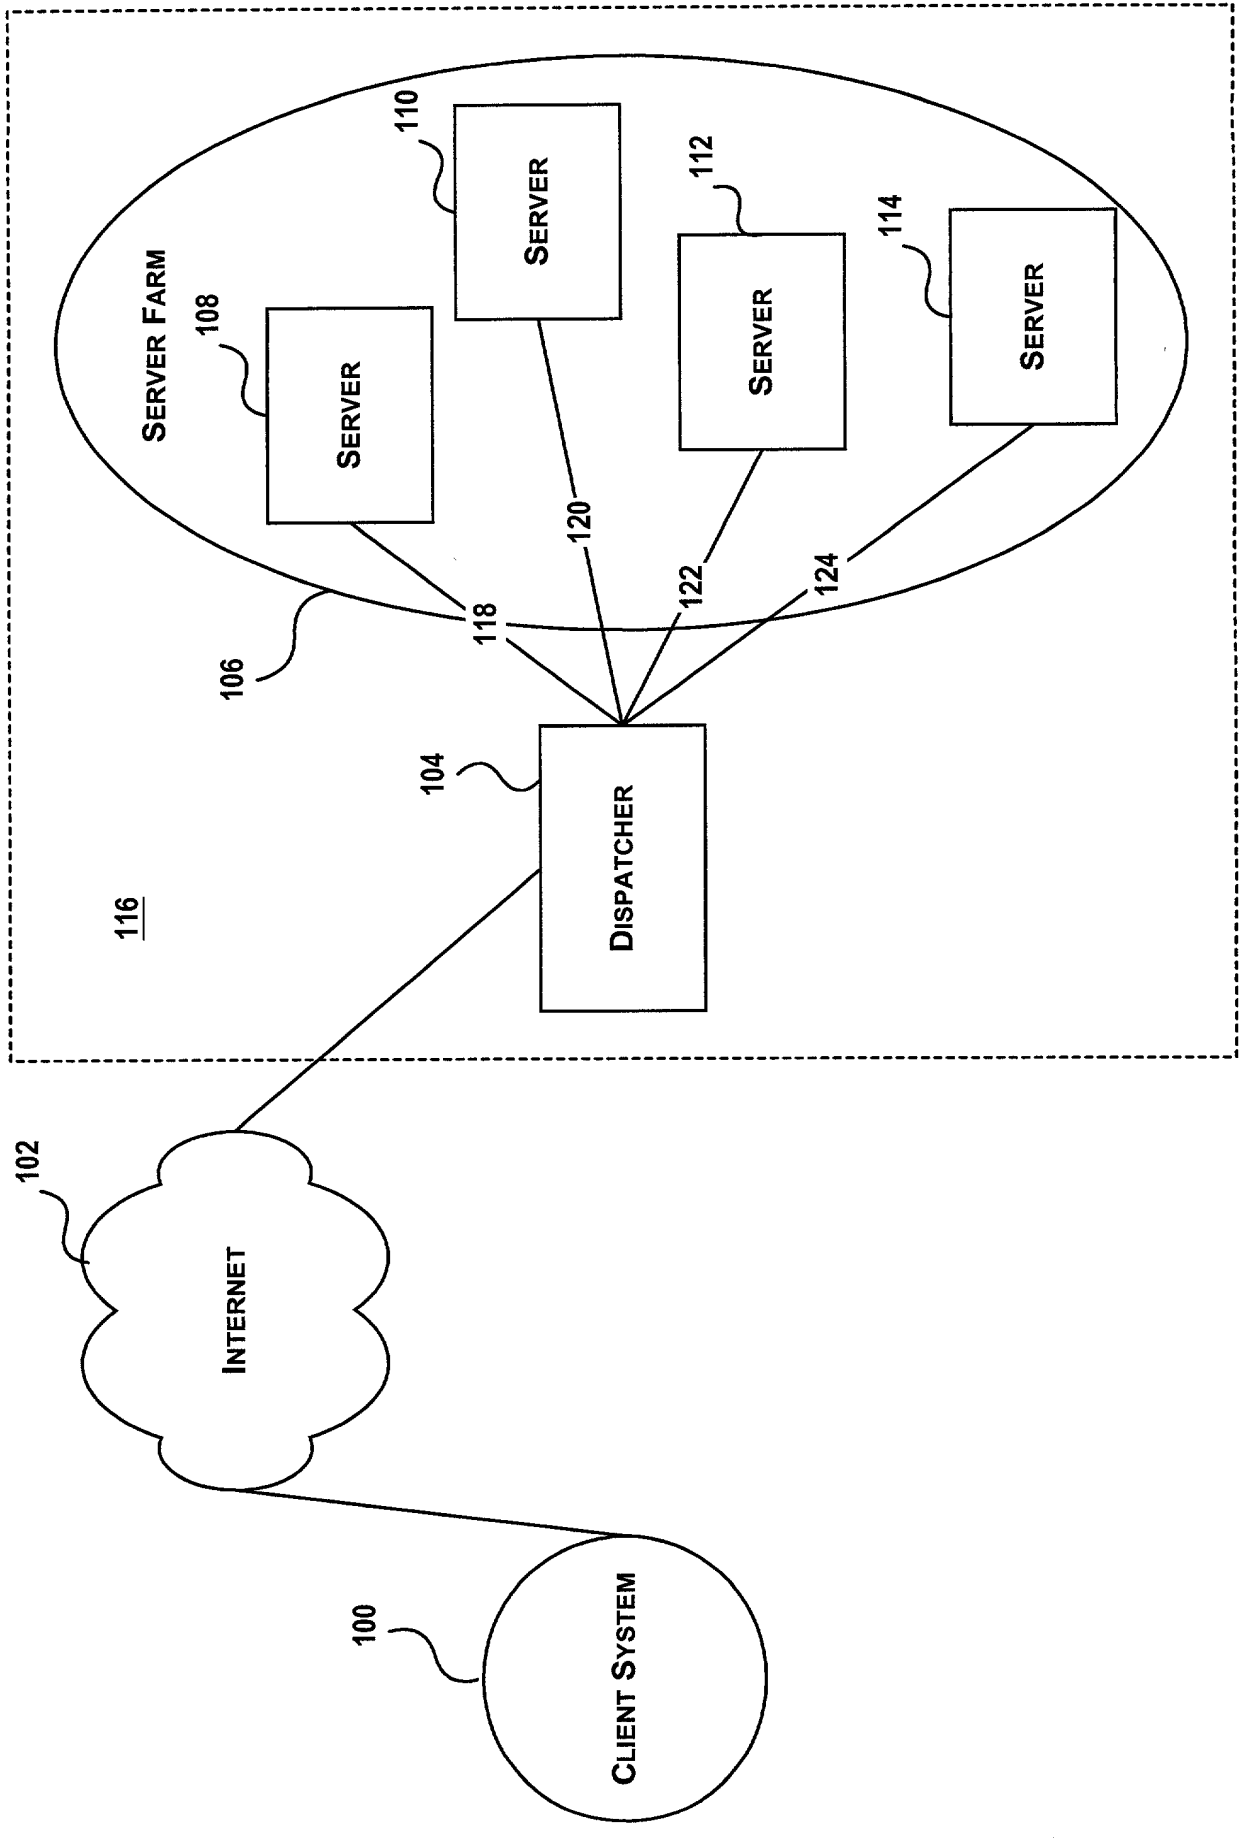 116
SERVER FARM
106
108
SERVER
110
SERVER
112
SERVER
114
SERVER
118
120
122
124
104
DISPATCHER
102
INTERNET
100
CLIENT SYSTEM